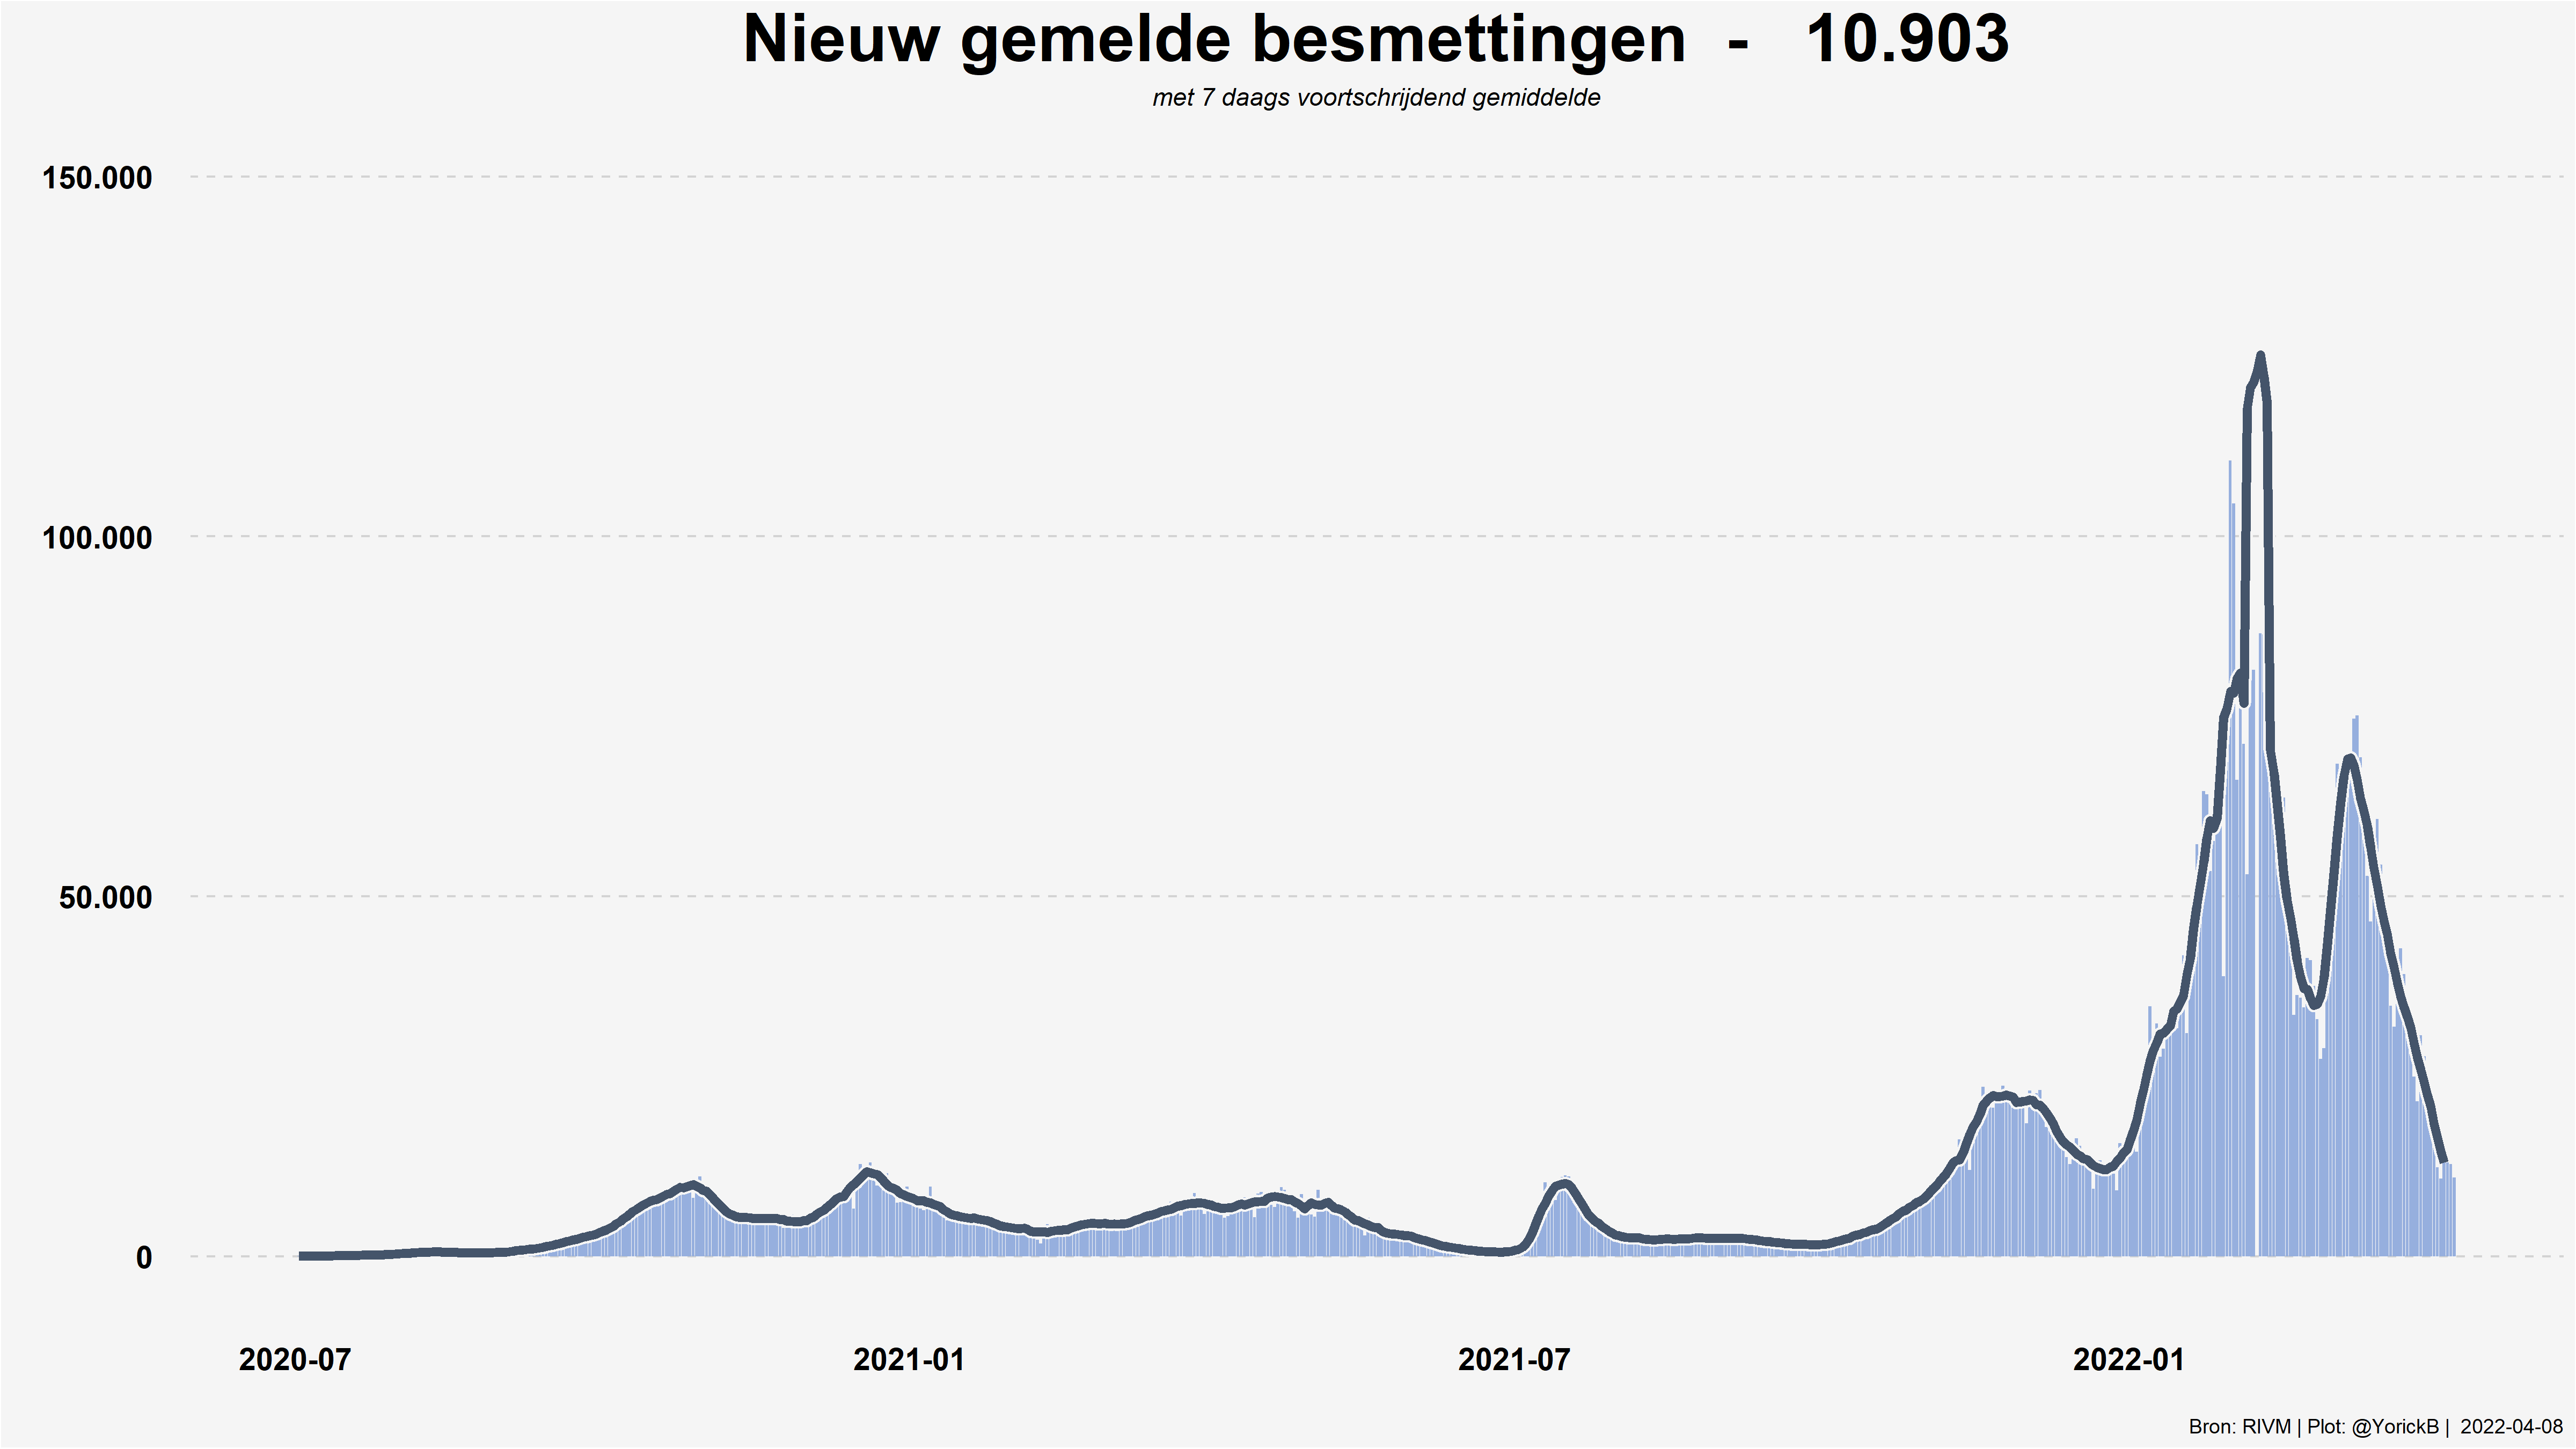 Nieuw gemelde besmettingen - 10.903
met 7 daags voortschrijdend gemiddelde
150.000
100.000
50.000
0
2020-07 2021-01 2021-07 2022-01
Bron: RIVM | Plot: @YorickB | 2022-04-08